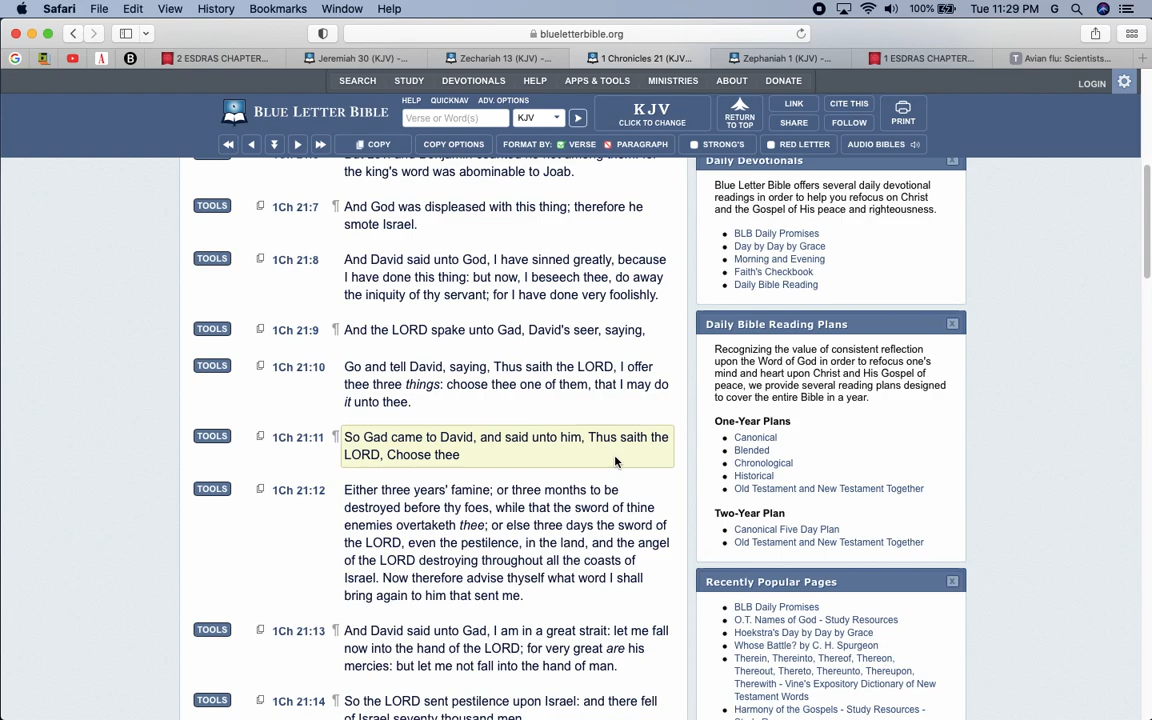 Safari File Edit View History Bookmarks Window Help 100% Tue 11:29 PM G
blueletterbible.org
2 ESDRAS CHAPTER... Jeremiah 30 (KJV) -... Zechariah 13 (KJV) -... 1 Chronicles 21 (KJV... Zephaniah 1 (KJV) -... 1 ESDRAS CHAPTER... Avian flu: Scientists...
SEARCH STUDY DEVOTIONALS HELP APPS & TOOLS MINISTRIES ABOUT DONATE LOGIN
BLUE LETTER BIBLE
HELP QUICKNAV ADV. OPTIONS
Verse or Word(s) KJV
KJV
CLICK TO CHANGE
RETURN
TO TOP
LINK CITE THIS
SHARE FOLLOW
PRINT
COPY COPY OPTIONS FORMAT BY: VERSE PARAGRAPH STRONG'S RED LETTER AUDIO BIBLES
the king's word was abominable to Joab.
TOOLS 1Ch 21:7 ¶ And God was displeased with this thing; therefore he
smote Israel.
TOOLS 1Ch 21:8 And David said unto God, I have sinned greatly, because
I have done this thing: but now, I beseech thee, do away
the iniquity of thy servant; for I have done very foolishly.
TOOLS 1Ch 21:9 ¶ And the LORD spake unto Gad, David's seer, saying,
TOOLS 1Ch 21:10 Go and tell David, saying, Thus saith the LORD, I offer
thee three things: choose thee one of them, that I may do
it unto thee.
TOOLS 1Ch 21:11 ¶ So Gad came to David, and said unto him, Thus saith the
LORD, Choose thee
TOOLS 1Ch 21:12 Either three years' famine; or three months to be
destroyed before thy foes, while that the sword of thine
enemies overtaketh thee; or else three days the sword of
the LORD, even the pestilence, in the land, and the angel
of the LORD destroying throughout all the coasts of
Israel. Now therefore advise thyself what word I shall
bring again to him that sent me.
TOOLS 1Ch 21:13 ¶ And David said unto Gad, I am in a great strait: let me fall
now into the hand of the LORD; for very great are his
mercies: but let me not fall into the hand of man.
TOOLS 1Ch 21:14 ¶ So the LORD sent pestilence upon Israel: and there fell
of Israel seventy thousand men.
Daily Devotionals
Blue Letter Bible offers several daily devotional
readings in order to help you refocus on Christ
and the Gospel of His peace and righteousness.
BLB Daily Promises
Day by Day by Grace
Morning and Evening
Faith's Checkbook
Daily Bible Reading
Daily Bible Reading Plans
Recognizing the value of consistent reflection
upon the Word of God in order to refocus one's
mind and heart upon Christ and His Gospel of
peace, we provide several reading plans designed
to cover the entire Bible in a year.
One-Year Plans
Canonical
Blended
Chronological
Historical
Old Testament and New Testament Together
Two-Year Plan
Canonical Five Day Plan
Old Testament and New Testament Together
Recently Popular Pages
BLB Daily Promises
O.T. Names of God - Study Resources
Hoekstra's Day by Day by Grace
Whose Battle? by C. H. Spurgeon
Therein, Thereinto, Thereof, Thereon,
Thereout, Thereto, Thereunto, Thereupon,
Therewith - Vine's Expository Dictionary of New
Testament Words
Harmony of the Gospels - Study Resources -